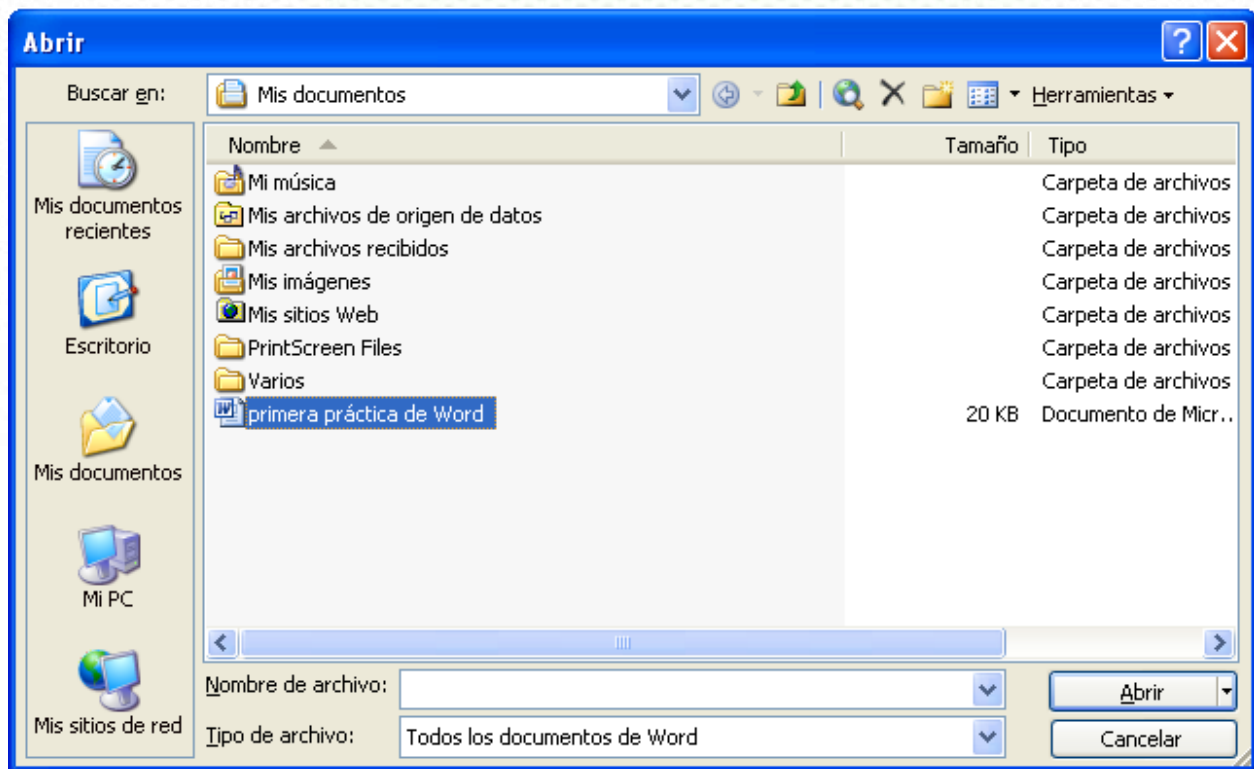 Abrir
Buscar en:
Mis documentos
Herramientas
Mis documentos
recientes
Escritorio
Mis documentos
Mi PC
Mis sitios de red
Nombre Tamaño Tipo
Mi música Carpeta de archivos
Mis archivos de origen de datos Carpeta de archivos
Mis archivos recibidos Carpeta de archivos
Mis imágenes Carpeta de archivos
Mis sitios Web Carpeta de archivos
PrintScreen Files Carpeta de archivos
Varios Carpeta de archivos
primera práctica de Word 20 KB Documento de Micr..
Nombre de archivo:
Abrir
Tipo de archivo: Todos los documentos de Word
Cancelar